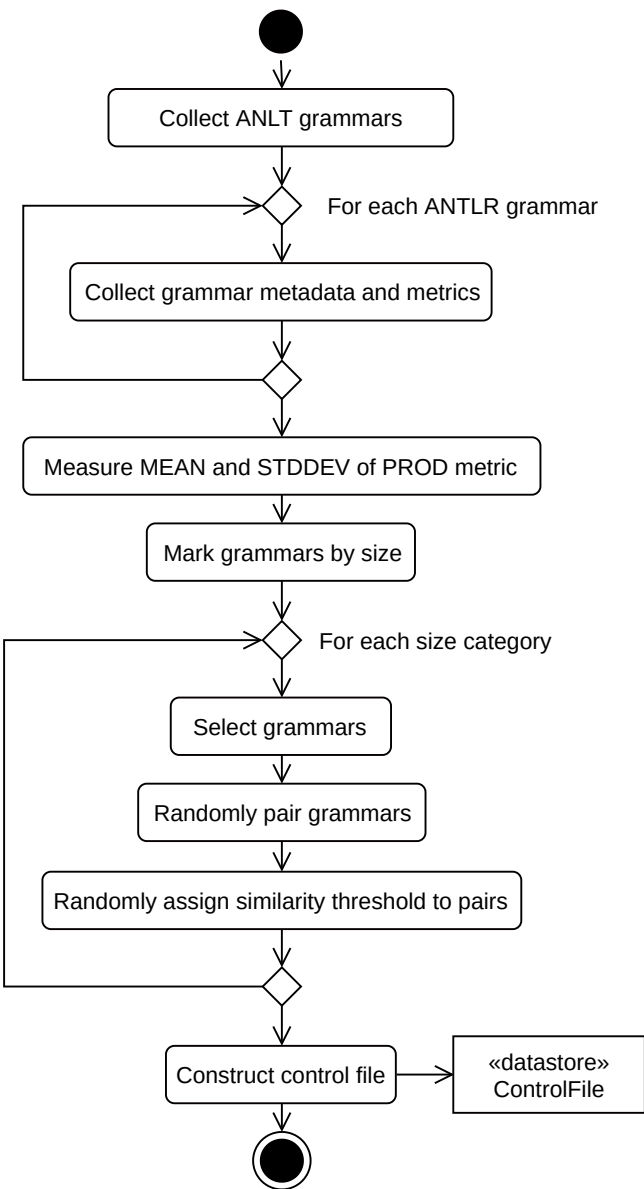 Collect ANLT grammars
For each ANTLR grammar
Collect grammar metadata and metrics
Measure MEAN and STDDEV of PROD metric
Mark grammars by size
For each size category
Select grammars
Randomly pair grammars
Randomly assign similarity threshold to pairs
Construct control file
«datastore»
ControlFile